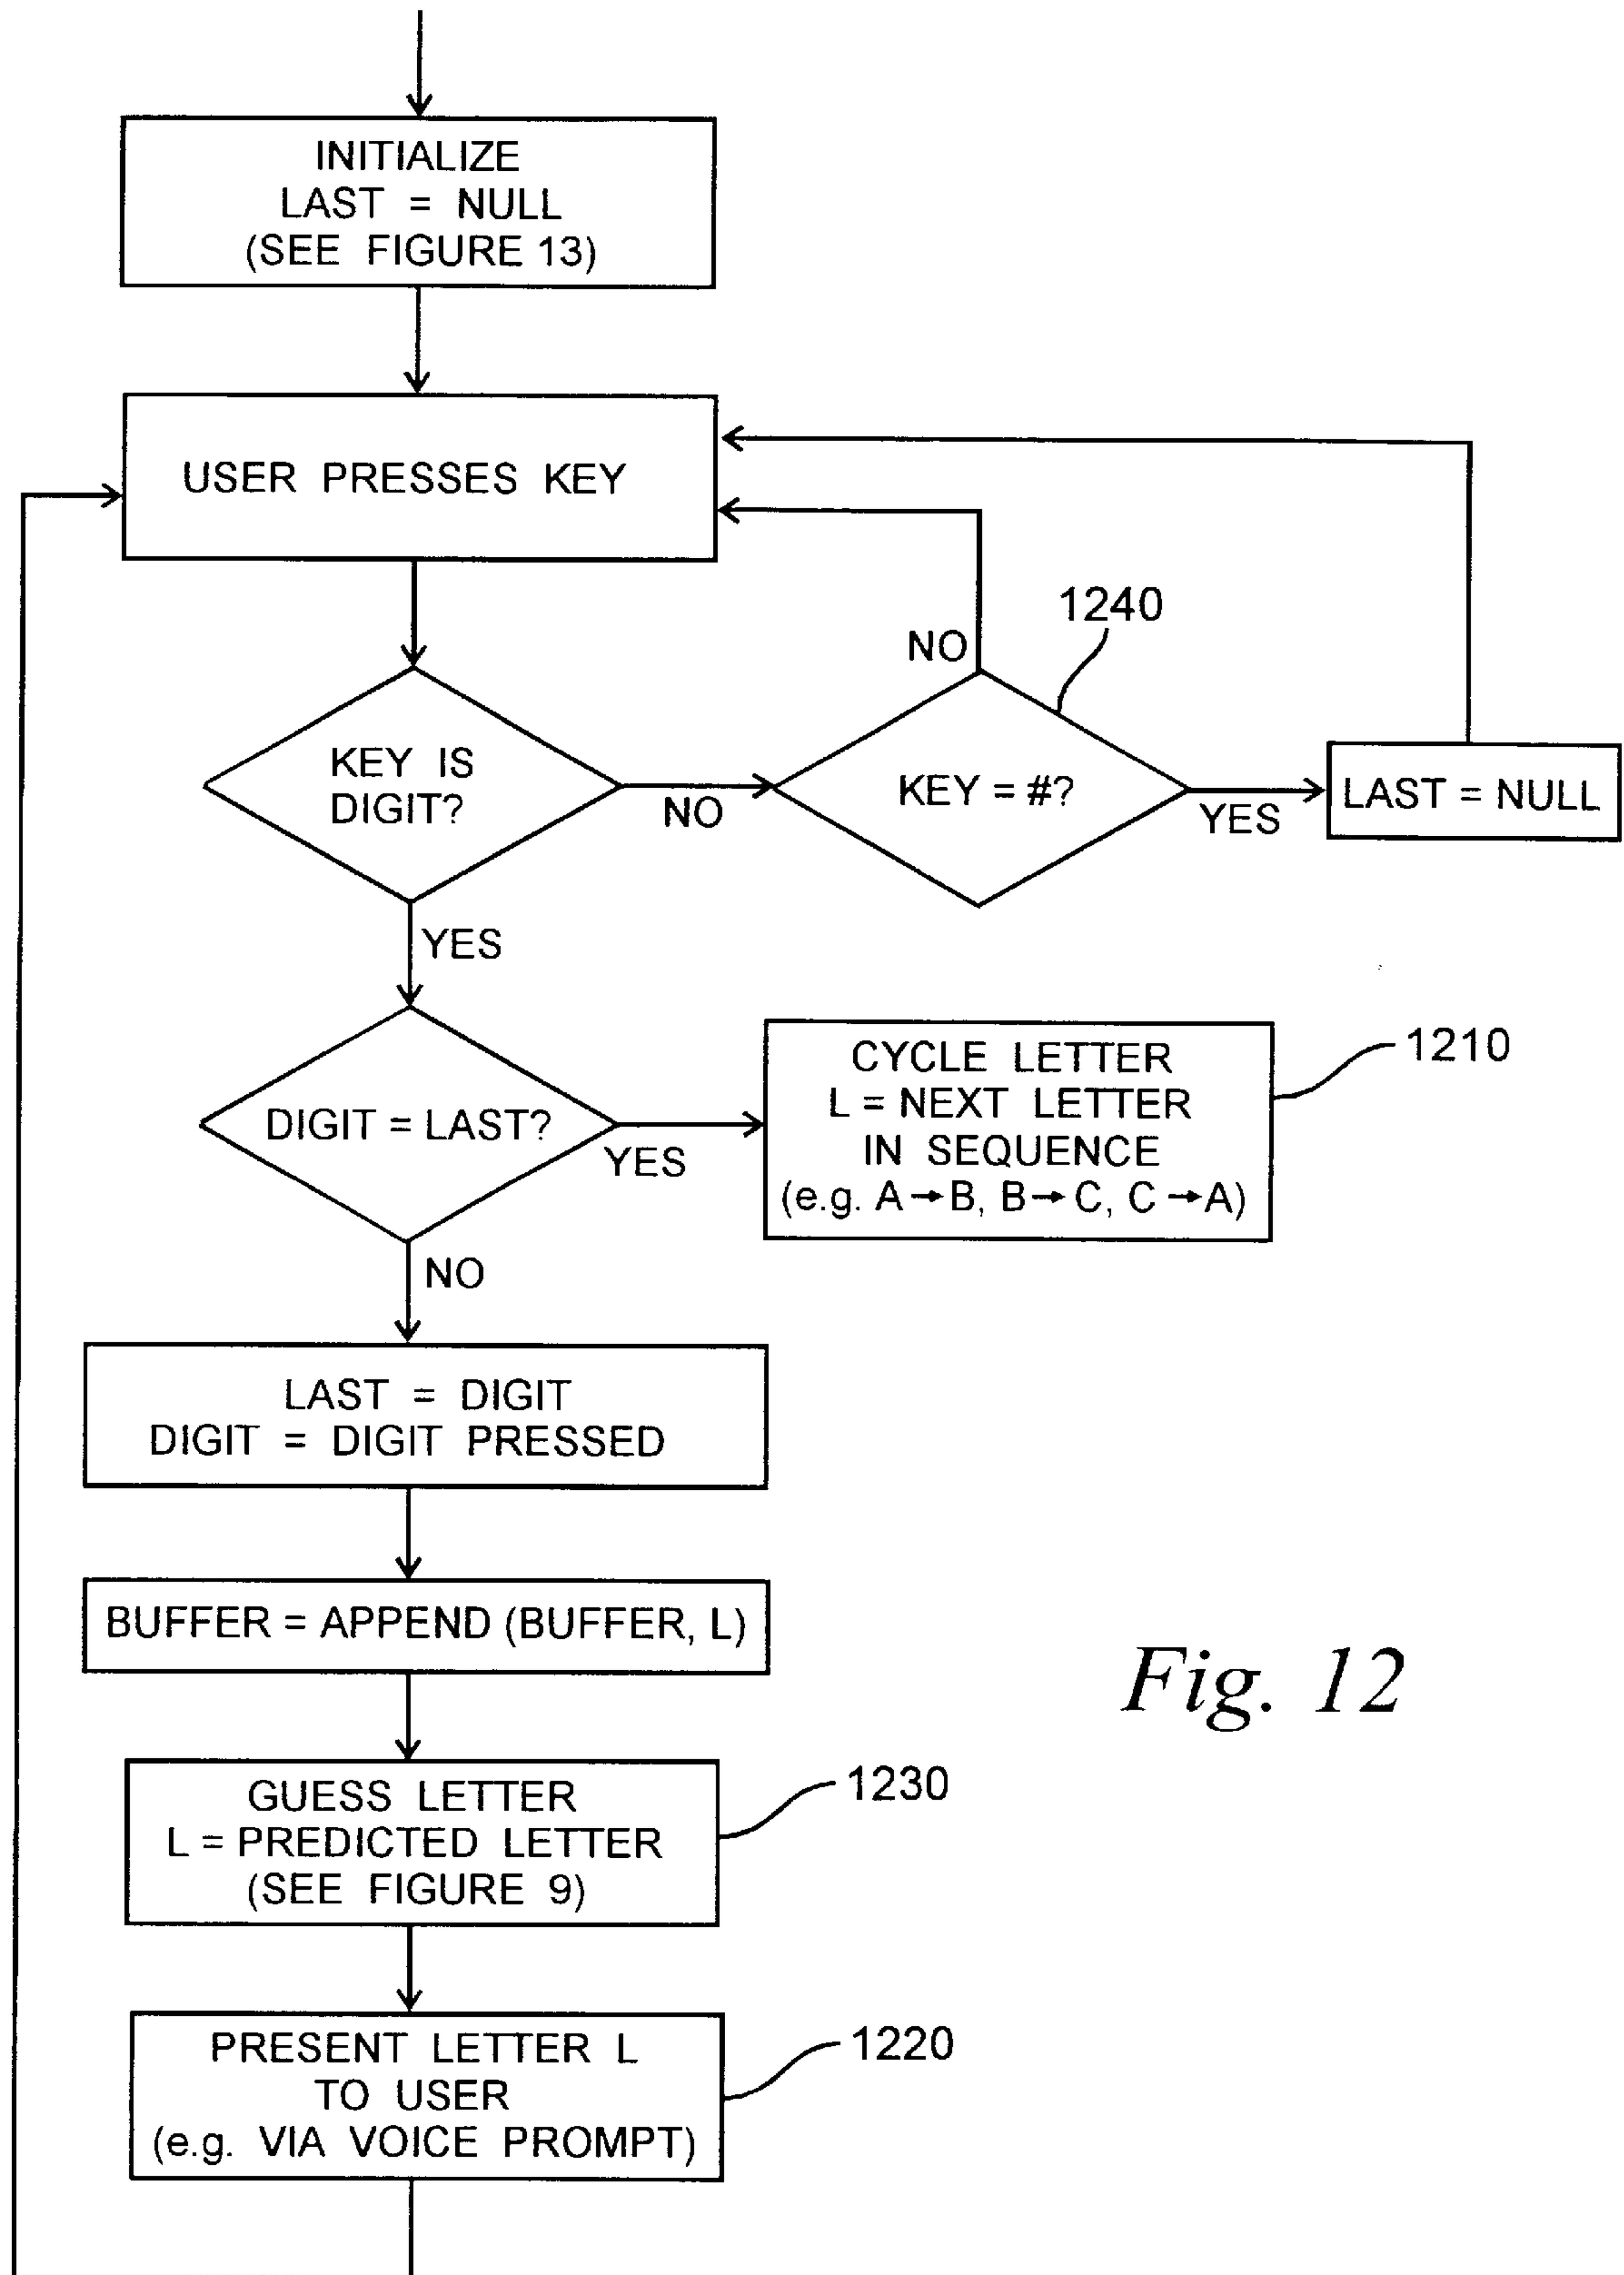 INITIALIZE
LAST = NULL
(SEE FIGURE 13)
USER PRESSES KEY
1240
NO
KEY IS
DIGIT?
NO
KEY = #?
YES
LAST = NULL
YES
DIGIT = LAST?
YES
CYCLE LETTER
L = NEXT LETTER
IN SEQUENCE
(e.g. A→B, B→C, C→A)
1210
NO
LAST = DIGIT
DIGIT = DIGIT PRESSED
BUFFER = APPEND (BUFFER, L)
Fig. 12
GUESS LETTER
L = PREDICTED LETTER
(SEE FIGURE 9)
1230
PRESENT LETTER L
TO USER
(e.g. VIA VOICE PROMPT)
1220